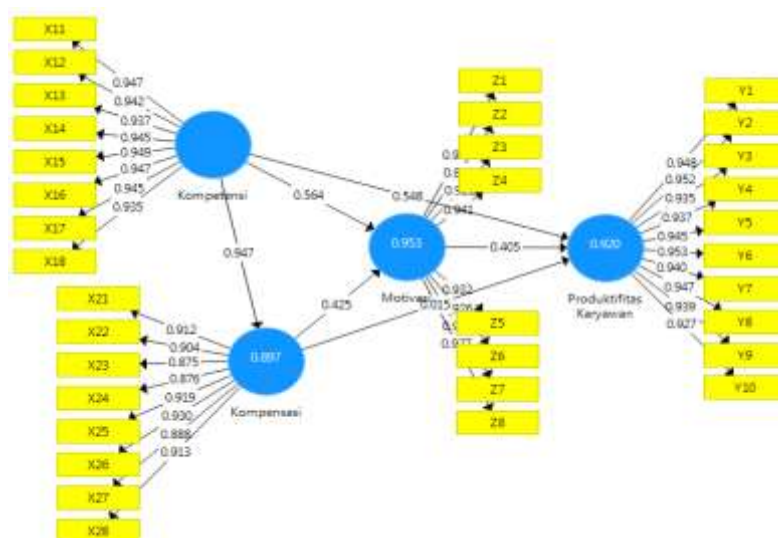 X11
X12
X13
X14
X15
X16
X17
X18
0.947
0.942
0.937
0.945
0.949
0.947
0.945
0.935
Kompetensi
0.564
0.548
0.947
X21
X22
X23
X24
X25
X26
X27
X28
0.912
0.904
0.875
0.876
0.919
0.930
0.888
0.913
0.897
Kompensasi
0.425
0.015
Z1
Z2
Z3
Z4
0.941
0.953
Motivasi
0.405
0.932
Z5
Z6
Z7
Z8
0.920
Produktifitas
Karyawan
0.948
0.952
0.935
0.937
0.945
0.953
0.940
0.947
0.939
0.927
Y1
Y2
Y3
Y4
Y5
Y6
Y7
Y8
Y9
Y10